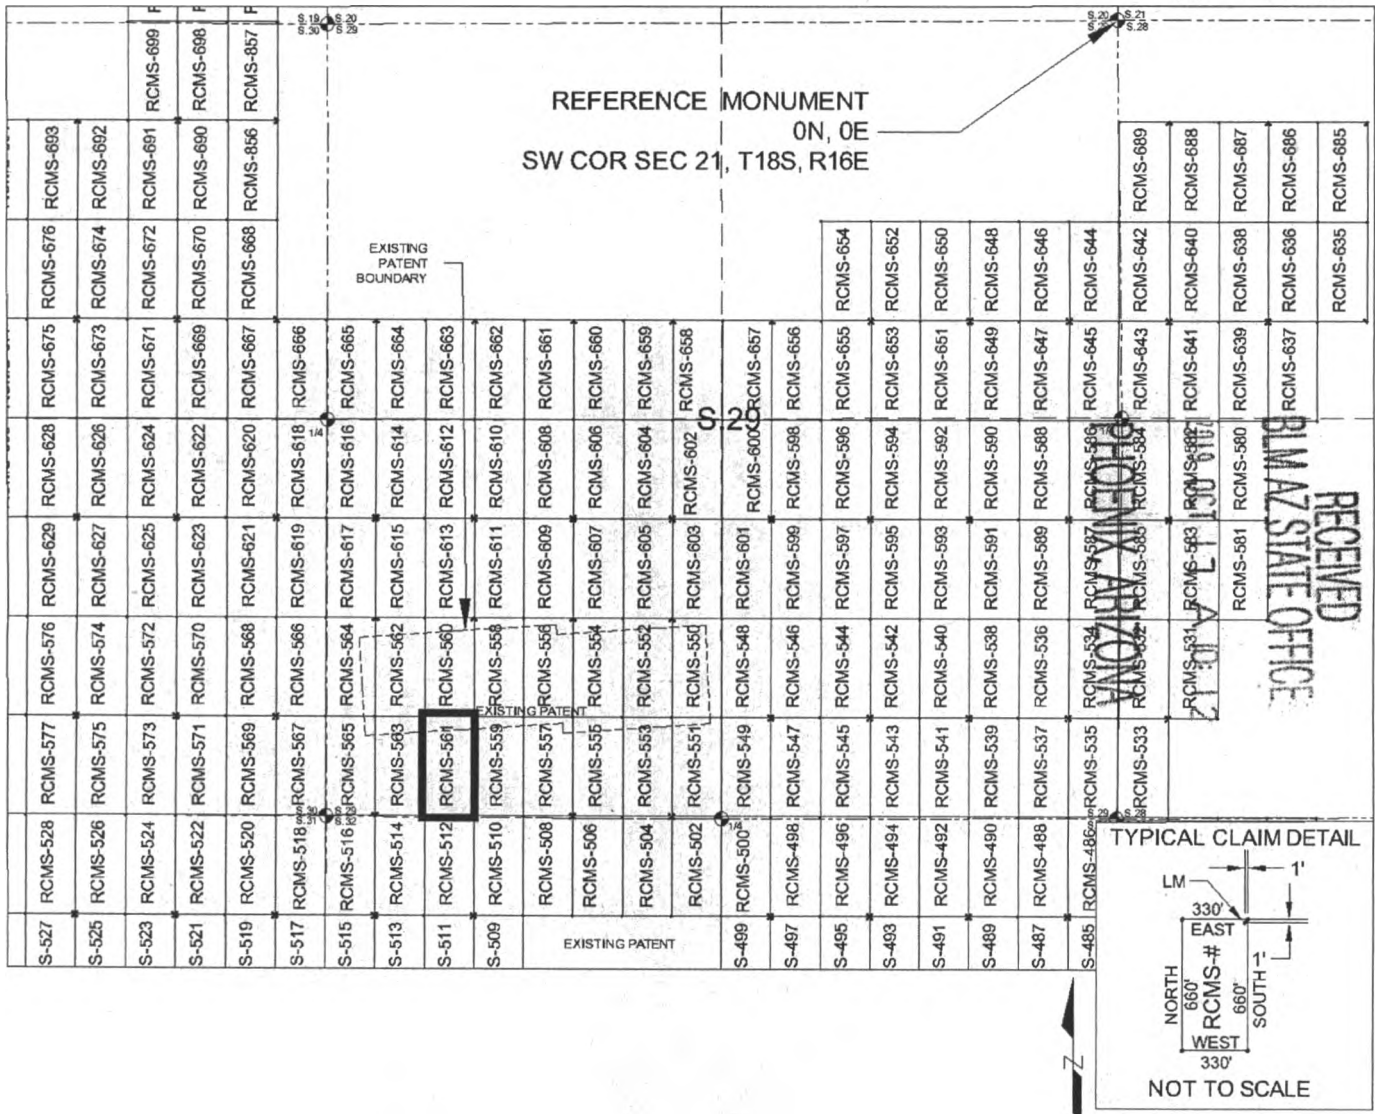 S.19 S.20
S.30 S.29
S.20 S.21
S.28
REFERENCE MONUMENT
0N, 0E
SW COR SEC 21, T18S, R16E
EXISTING
PATENT
BOUNDARY
RCMS-699 RCMS-698 RCMS-857
RCMS-693 RCMS-692 RCMS-691 RCMS-690 RCMS-856 RCMS-689 RCMS-688 RCMS-687 RCMS-686 RCMS-685
RCMS-676 RCMS-674 RCMS-672 RCMS-670 RCMS-668 RCMS-654 RCMS-652 RCMS-650 RCMS-648 RCMS-646 RCMS-644 RCMS-642 RCMS-640 RCMS-638 RCMS-636 RCMS-635
RCMS-675 RCMS-673 RCMS-671 RCMS-669 RCMS-667 RCMS-666 RCMS-665 RCMS-664 RCMS-663 RCMS-662 RCMS-661 RCMS-660 RCMS-659 RCMS-658 RCMS-657 RCMS-656 RCMS-655 RCMS-653 RCMS-651 RCMS-649 RCMS-647 RCMS-645 RCMS-643 RCMS-641 RCMS-639 RCMS-637
S.29
1/4
RCMS-628 RCMS-626 RCMS-624 RCMS-622 RCMS-620 RCMS-618 RCMS-616 RCMS-614 RCMS-612 RCMS-610 RCMS-608 RCMS-606 RCMS-604 RCMS-602 RCMS-600 RCMS-598 RCMS-596 RCMS-594 RCMS-592 RCMS-590 RCMS-588 RCMS-586 RCMS-584 RCMS-582 RCMS-580
RCMS-629 RCMS-627 RCMS-625 RCMS-623 RCMS-621 RCMS-619 RCMS-617 RCMS-615 RCMS-613 RCMS-611 RCMS-609 RCMS-607 RCMS-605 RCMS-603 RCMS-601 RCMS-599 RCMS-597 RCMS-595 RCMS-593 RCMS-591 RCMS-589 RCMS-587 RCMS-585 RCMS-583 RCMS-581
RCMS-576 RCMS-574 RCMS-572 RCMS-570 RCMS-568 RCMS-566 RCMS-564 RCMS-562 RCMS-560 RCMS-558 RCMS-556 RCMS-554 RCMS-552 RCMS-550 RCMS-548 RCMS-546 RCMS-544 RCMS-542 RCMS-540 RCMS-538 RCMS-536 RCMS-534 RCMS-532 RCMS-531
EXISTING PATENT
RCMS-577 RCMS-575 RCMS-573 RCMS-571 RCMS-569 RCMS-567 RCMS-565 RCMS-563 RCMS-561 RCMS-559 RCMS-557 RCMS-555 RCMS-553 RCMS-551 RCMS-549 RCMS-547 RCMS-545 RCMS-543 RCMS-541 RCMS-539 RCMS-537 RCMS-535 RCMS-533
S.30
S.29 S.28
1/4
RCMS-528 RCMS-526 RCMS-524 RCMS-522 RCMS-520 RCMS-518 RCMS-516 RCMS-514 RCMS-512 RCMS-510 RCMS-508 RCMS-506 RCMS-504 RCMS-502 RCMS-500 RCMS-498 RCMS-496 RCMS-494 RCMS-492 RCMS-490 RCMS-488 RCMS-486
S-527 S-525 S-523 S-521 S-519 S-517 S-515 S-513 S-511 S-509 EXISTING PATENT S-499 S-497 S-495 S-493 S-491 S-489 S-487 S-485
RECEIVED
BLM AZ STATE OFFICE
PHOENIX, ARIZONA
TYPICAL CLAIM DETAIL
1'
LM
330'
EAST
NORTH
660'
RCMS-#
660'
SOUTH
1'
WEST
330'
NOT TO SCALE
N